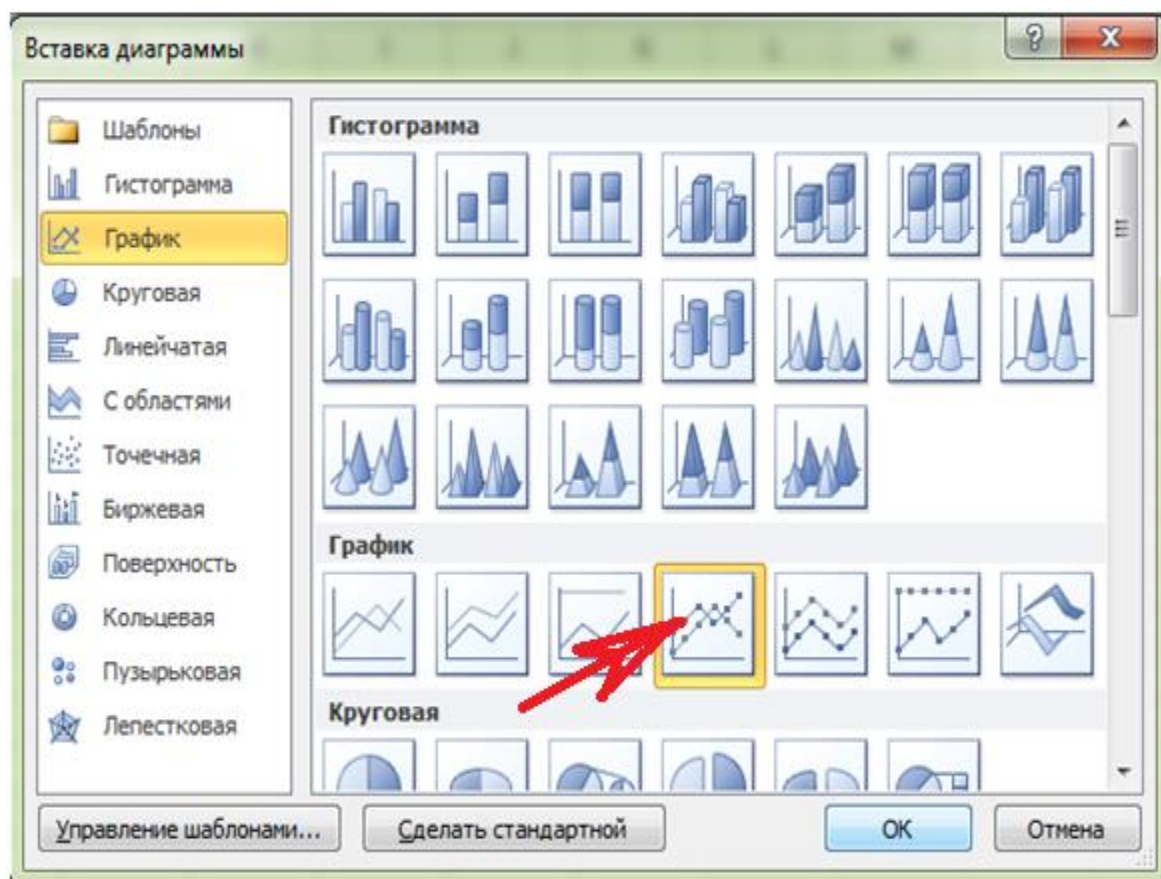 Вставка диаграммы
Шаблоны
Гистограмма
График
Круговая
Линейчатая
С областями
Точечная
Биржевая
Поверхность
Кольцевая
Пузырьковая
Лепестковая
Гистограмма
График
Круговая
Управление шаблонами...
Сделать стандартной
ОК
Отмена